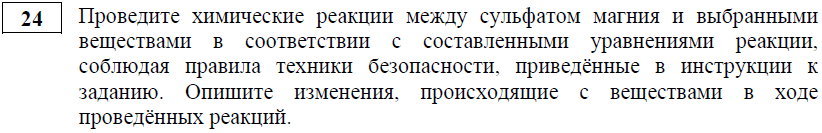 24
Проведите химические реакции между сульфатом магния и выбранными
веществами в соответствии с составленными уравнениями реакции,
соблюдая правила техники безопасности, приведённые в инструкции к
заданию. Опишите изменения, происходящие с веществами в ходе
проведённых реакций.